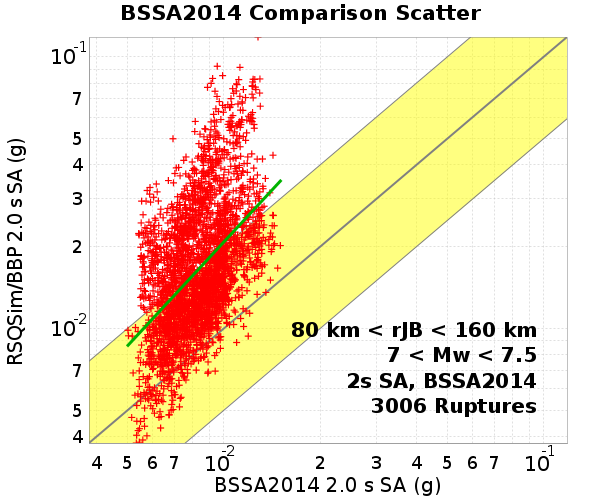 BSSA2014 Comparison Scatter
RSQSim/BBP 2.0 s SA (g)
10^-1
7
5
4
3
2
10^-2
7
5
4
80 km < rJB < 160 km
7 < Mw < 7.5
2s SA, BSSA2014
3006 Ruptures
4 5 6 7 10^-2 2 3 4 5 6 7 10^-1
BSSA2014 2.0 s SA (g)